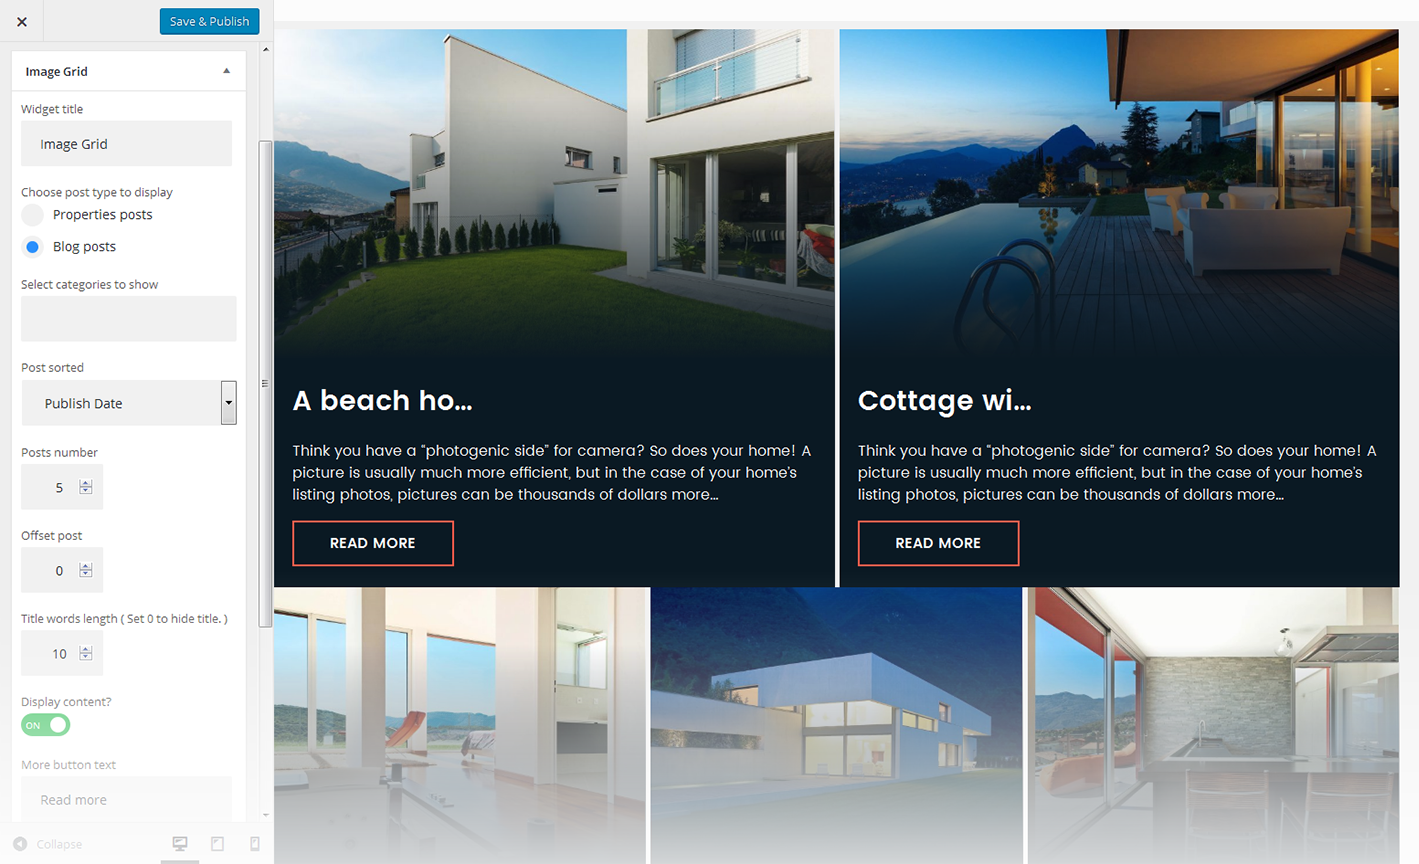 Save & Publish
Image Grid
Widget title
Image Grid
Choose post type to display
Properties posts
Blog posts
Select categories to show
Post sorted
Publish Date
Posts number
5
Offset post
0
Title words length ( Set 0 to hide title. )
10
Display content?
ON
More button text
Read more
Collapse
A beach ho...
Think you have a “photogenic side” for camera? So does your home! A
picture is usually much more efficient, but in the case of your home’s
listing photos, pictures can be thousands of dollars more...
READ MORE
Cottage wi...
Think you have a “photogenic side” for camera? So does your home! A
picture is usually much more efficient, but in the case of your home’s
listing photos, pictures can be thousands of dollars more...
READ MORE